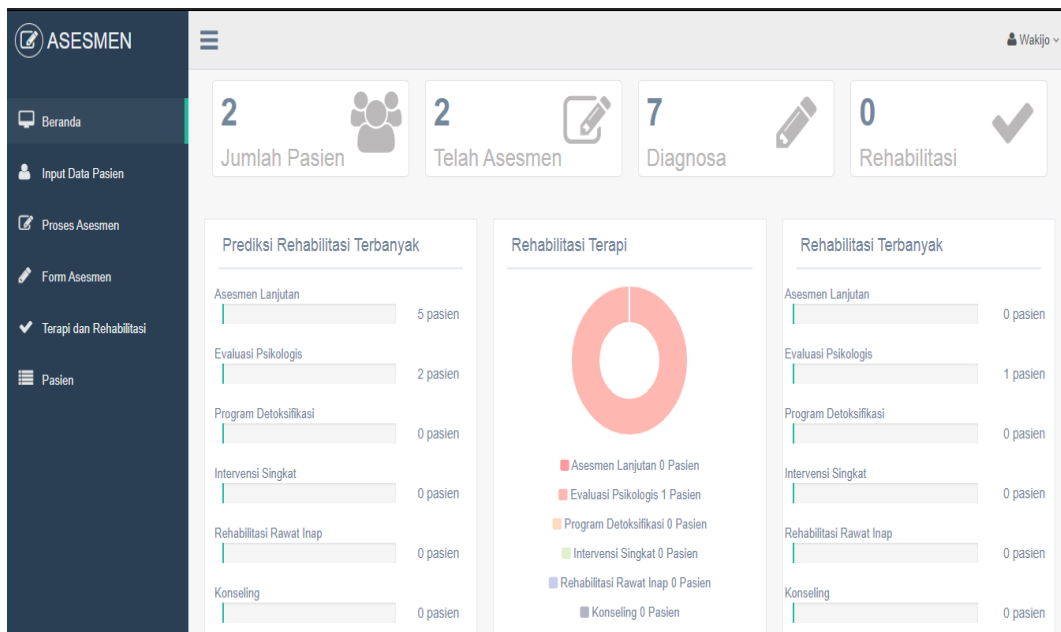 ASESMEN
Wakijo
Beranda
Input Data Pasien
Proses Asesmen
Form Asesmen
Terapi dan Rehabilitasi
Pasien
2
Jumlah Pasien
2
Telah Asesmen
7
Diagnosa
0
Rehabilitasi
Prediksi Rehabilitasi Terbanyak
Asesmen Lanjutan
5 pasien
Evaluasi Psikologis
2 pasien
Program Detoksifikasi
0 pasien
Intervensi Singkat
0 pasien
Rehabilitasi Rawat Inap
0 pasien
Konseling
0 pasien
Rehabilitasi Terapi
Asesmen Lanjutan 0 Pasien
Evaluasi Psikologis 1 Pasien
Program Detoksifikasi 0 Pasien
Intervensi Singkat 0 Pasien
Rehabilitasi Rawat Inap 0 Pasien
Konseling 0 Pasien
Rehabilitasi Terbanyak
Asesmen Lanjutan
0 pasien
Evaluasi Psikologis
1 pasien
Program Detoksifikasi
0 pasien
Intervensi Singkat
0 pasien
Rehabilitasi Rawat Inap
0 pasien
Konseling
0 pasien